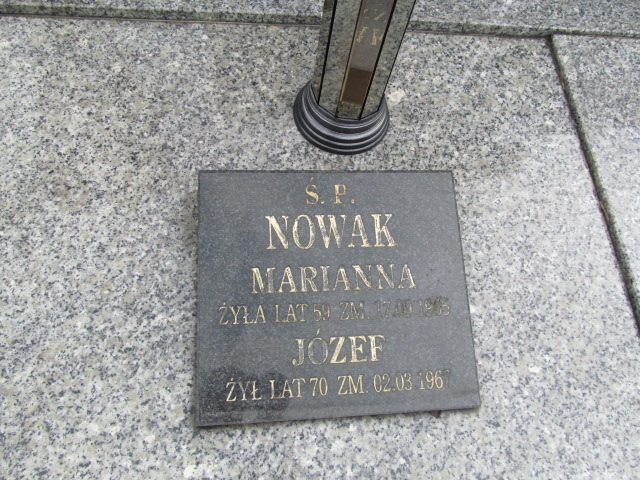 Ś. P.
NOWAK
MARIANNA
ŻYŁA LAT 59 ZM.
JÓZEF
ŻYŁ LAT 70 ZM. 02.03.1967